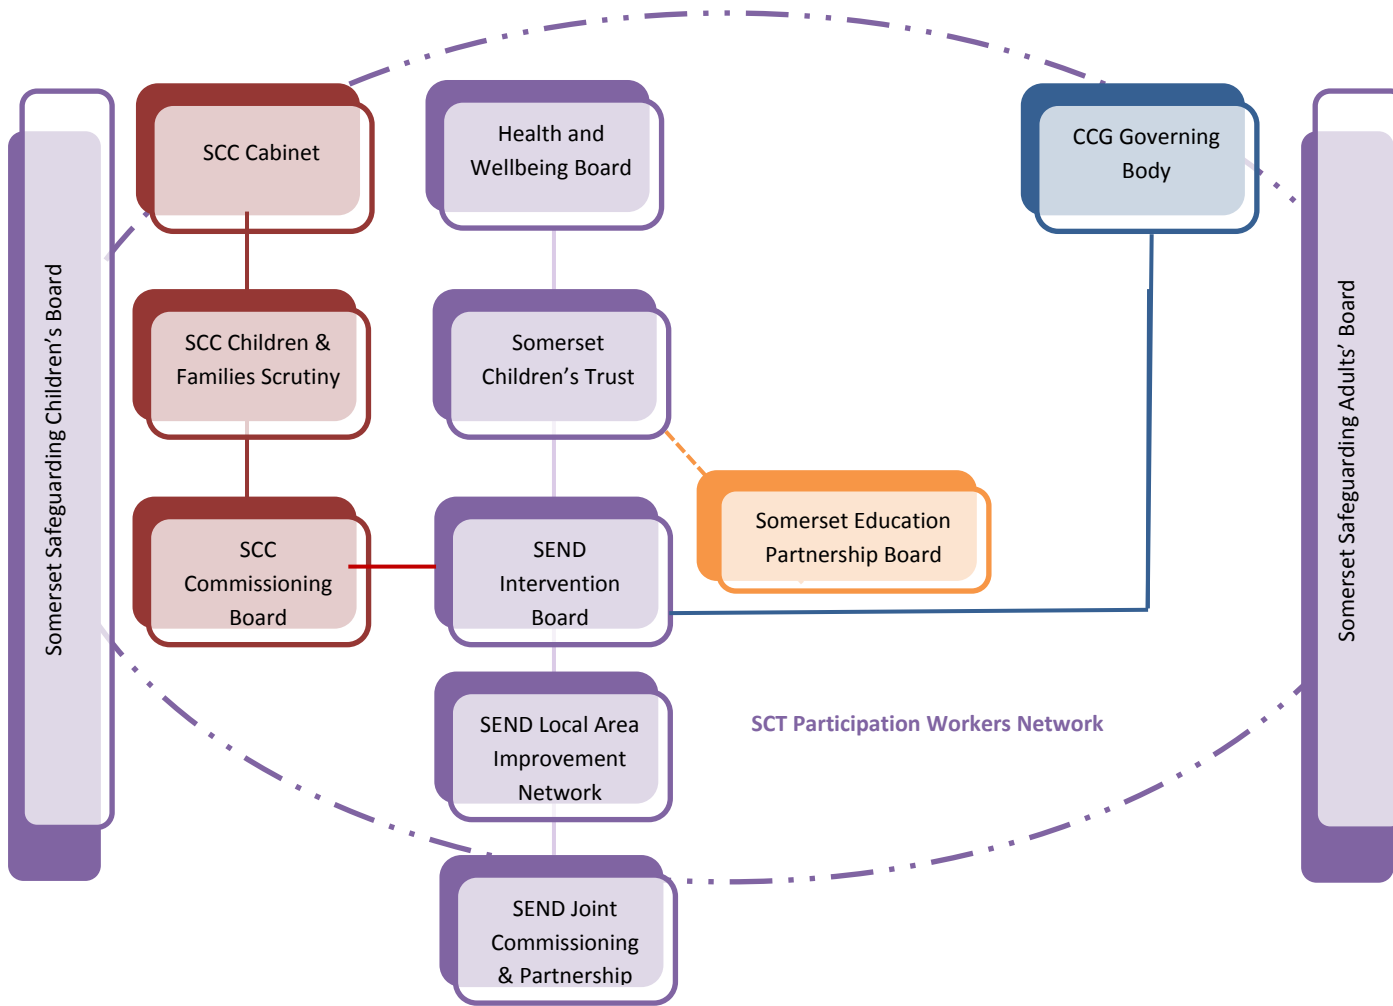 SCC Cabinet
Health and
Wellbeing Board
CCG Governing
Body
Somerset Safeguarding Children’s Board
Somerset Safeguarding Adults’ Board
SCC Children &
Families Scrutiny
Somerset
Children’s Trust
SCC
Commissioning
Board
SEND
Intervention
Board
Somerset Education
Partnership Board
SEND Local Area
Improvement
Network
SCT Participation Workers Network
SEND Joint
Commissioning
& Partnership